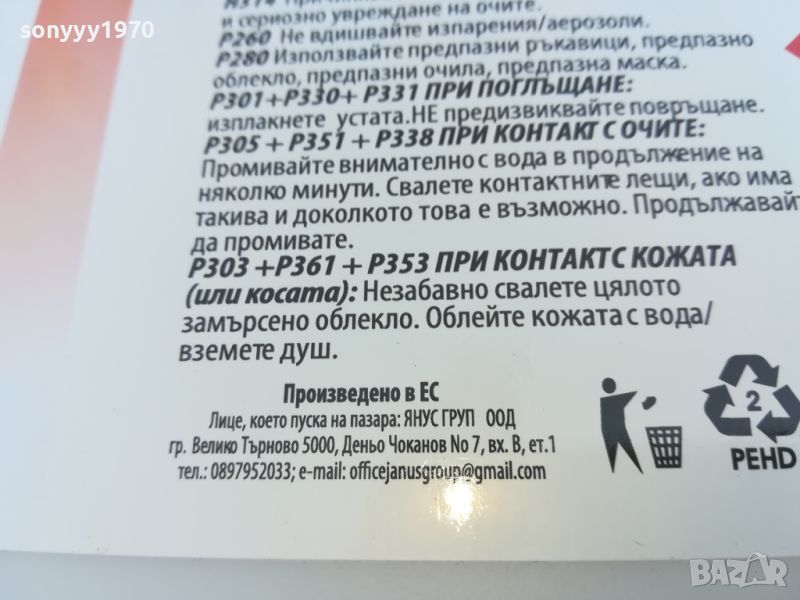 sonyyy1970
и сериозно увреждане на очите.
P260 Не вдишвайте изпарения/аерозоли.
P280 Използвайте предпазни ръкавици, предпазно
облекло, предпазни очила, предпазна маска.
P301+P330+ P331 ПРИ ПОГЛЪЩАНЕ:
изплакнете устата.НЕ предизвиквайте повръщане.
P305 + P351 + P338 ПРИ КОНТАКТ С ОЧИТЕ:
Промивайте внимателно с вода в продължение на
няколко минути. Свалете контактните лещи, ако има
такива и доколкото това е възможно. Продължавайт
да промивате.
P303 +P361 + P353 ПРИ КОНТАКТС КОЖАТА
(или косата): Незабавно свалете цялото
замърсено облекло. Облейте кожата с вода/
вземете душ.
Произведено в ЕС
Лице, което пуска на пазара: ЯНУС ГРУП ООД
гр. Велико Търново 5000, Деньо Чоканов No 7, вх. В, ет.1
тел.: 0897952033; e-mail: officejanusgroup@gmail.com
2
PEHD
BAZAR